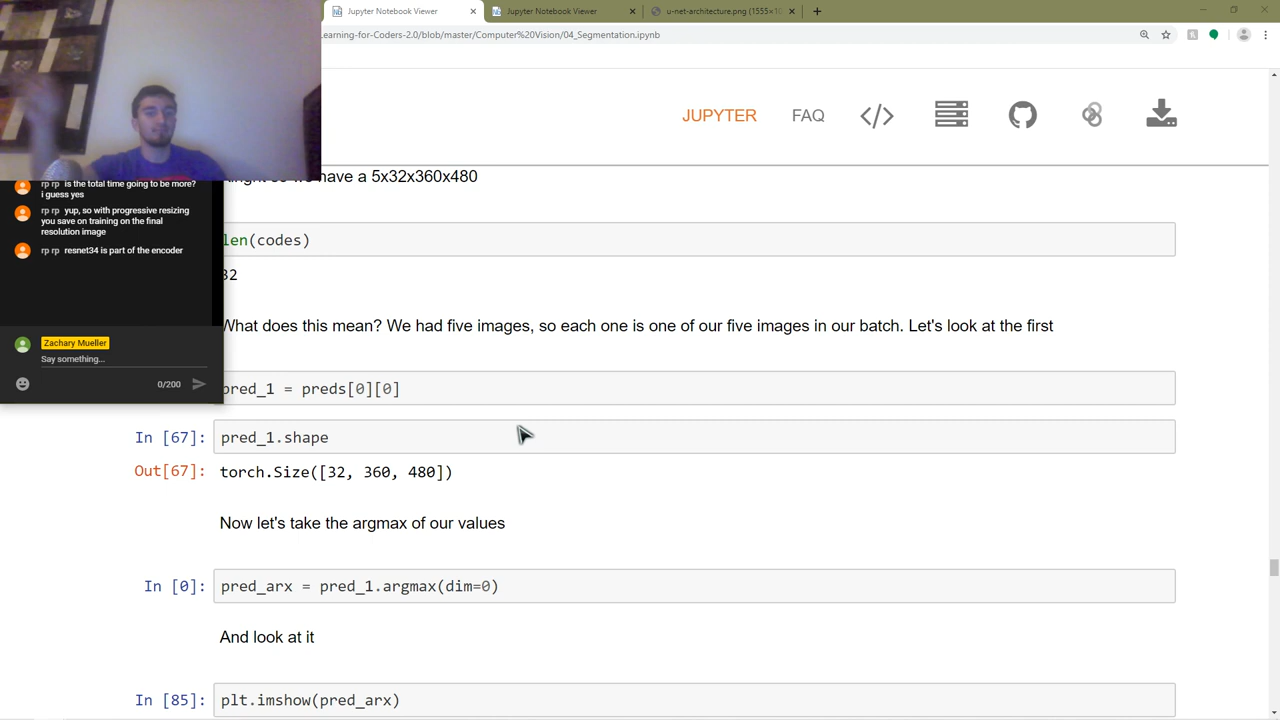 Jupyter Notebook Viewer
Jupyter Notebook Viewer
u-net-architecture.png (1555×10
earning-for-Coders-2.0/blob/master/Computer%20Vision/04_Segmentation.ipynb
JUPYTER FAQ
have a 5x32x360x480
rp rp is the total time going to be more?
i guess yes
rp rp yup, so with progressive resizing
you save on training on the final
resolution image
rp rp resnet34 is part of the encoder
len(codes)
32
What does this mean? We had five images, so each one is one of our five images in our batch. Let's look at the first
Zachary Mueller
Say something...
0/200
pred_1 = preds[0][0]
In [67]: pred_1.shape
Out[67]: torch.Size([32, 360, 480])
Now let's take the argmax of our values
In [0]: pred_arx = pred_1.argmax(dim=0)
And look at it
In [85]: plt.imshow(pred_arx)